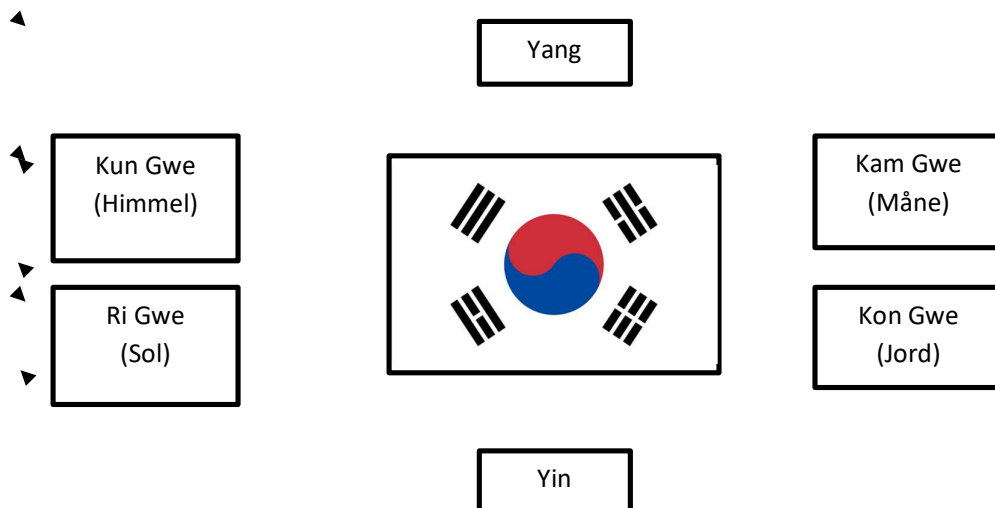 Yang
Kun Gwe
(Himmel)
Kam Gwe
(Måne)
Ri Gwe
(Sol)
Kon Gwe
(Jord)
Yin